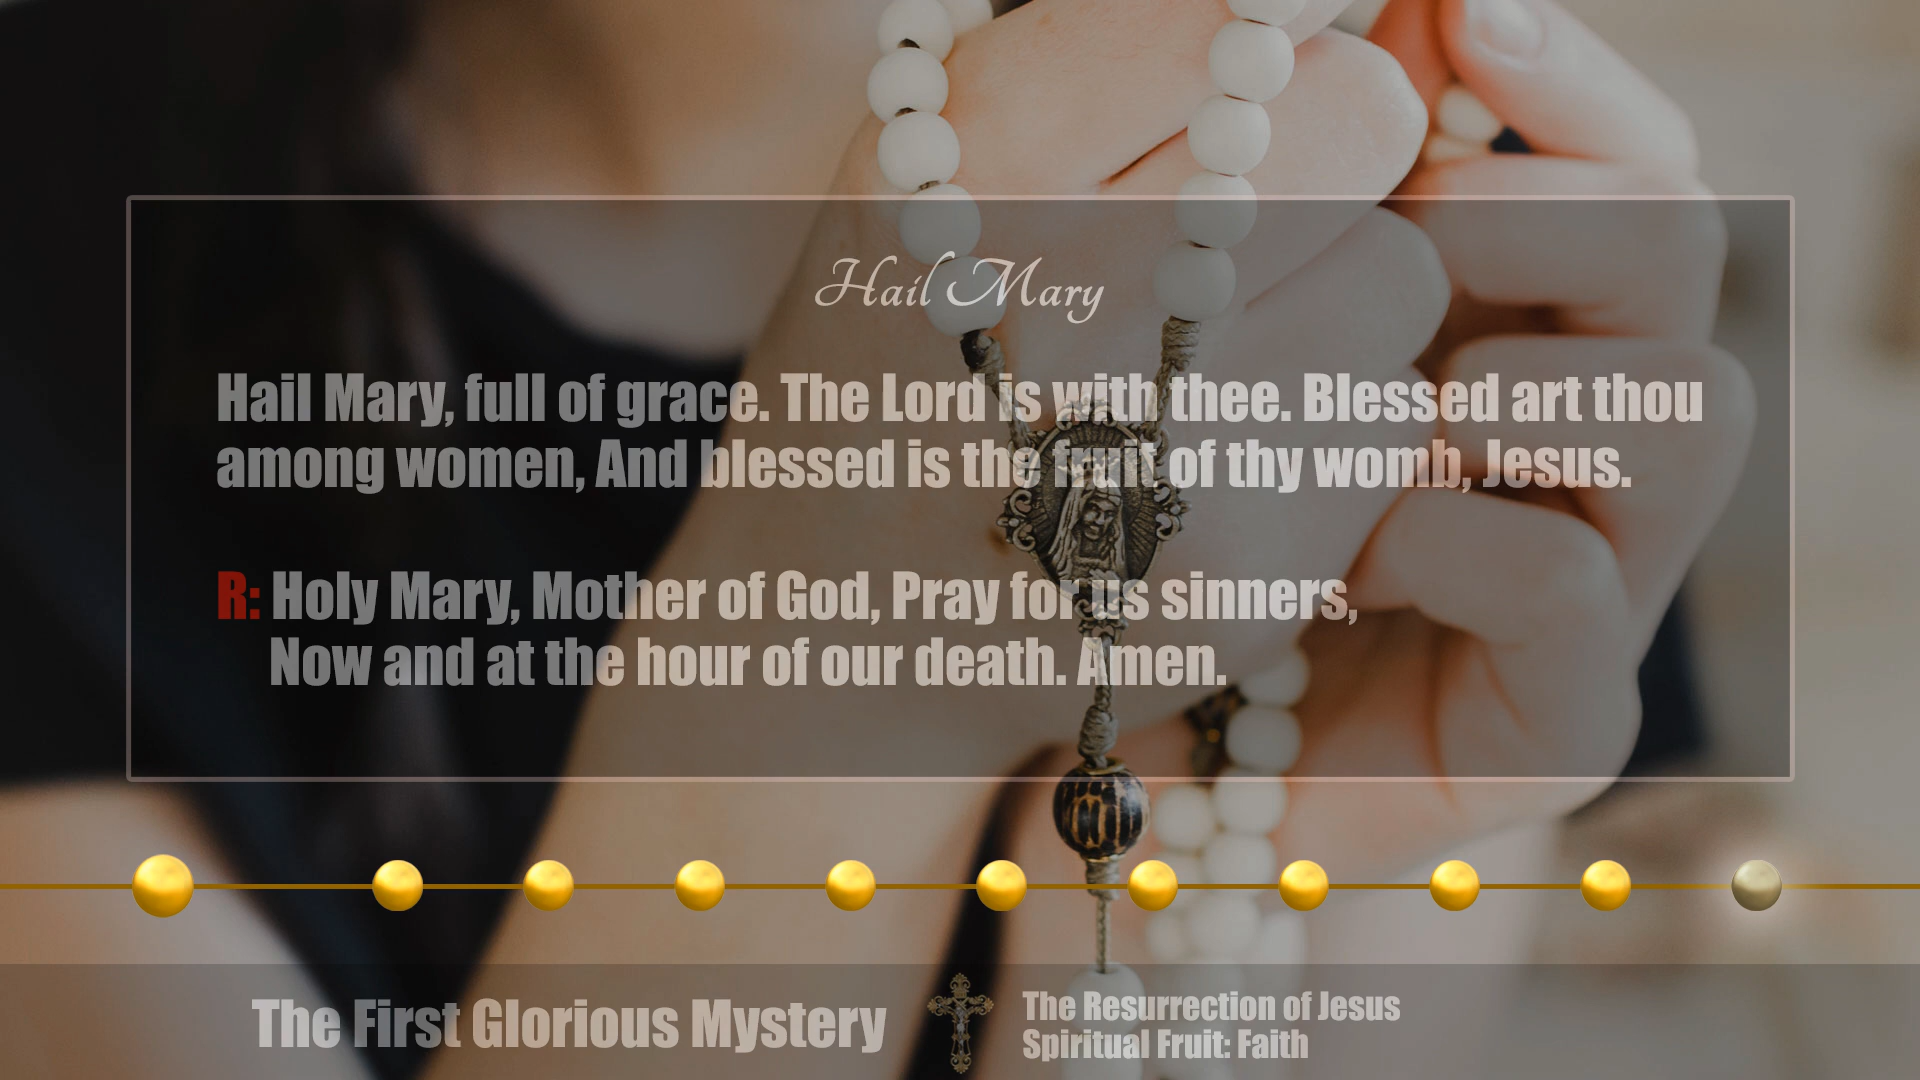 Hail Mary
Hail Mary, full of grace. The Lord is with thee. Blessed art thou
among women, And blessed is the fruit of thy womb, Jesus.
R: Holy Mary, Mother of God, Pray for us sinners,
Now and at the hour of our death. Amen.
The First Glorious Mystery
The Resurrection of Jesus
Spiritual Fruit: Faith